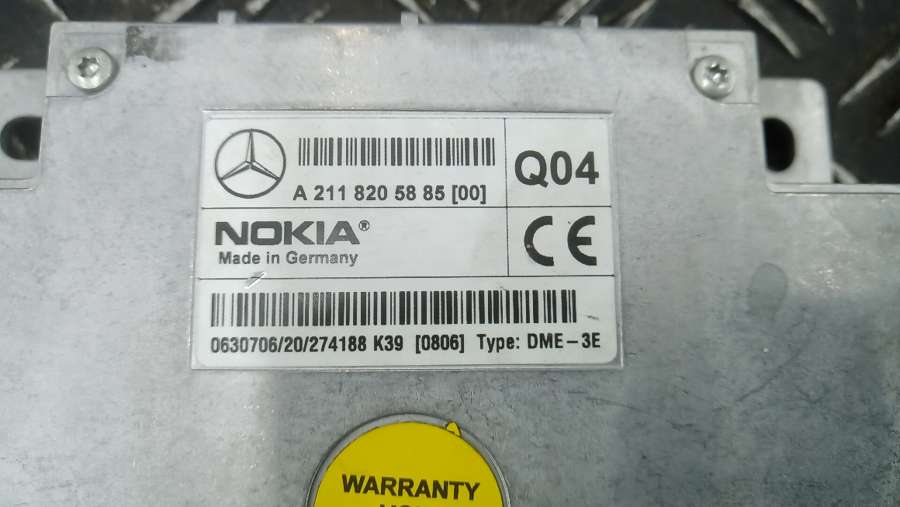 A 211 820 58 85 [00]
Q04
NOKIA®
Made in Germany
CE
0630706/20/274188 K39 [0806] Type: DME-3E
WARRANTY